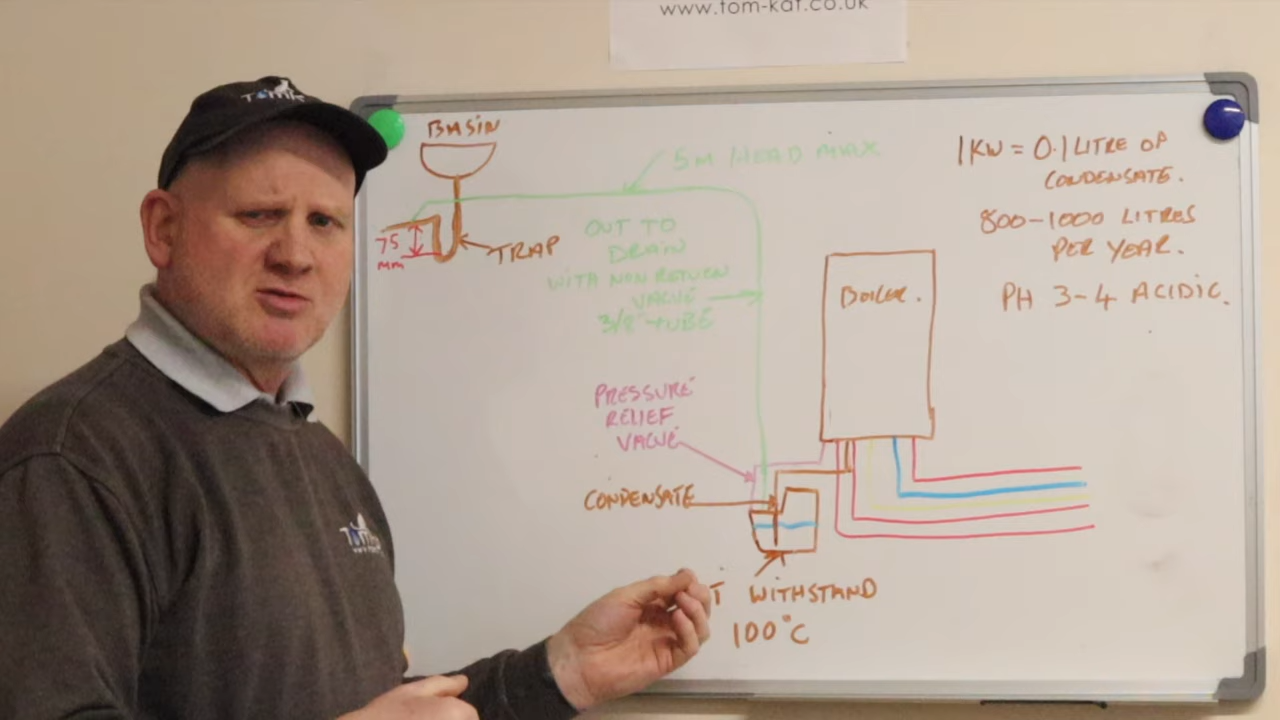 www.tom-kat.co.uk
BASIN
5M HEAD MAX
1KW = 0.1 LITRE OF
CONDENSATE.
800-1000 LITRES
PER YEAR.
PH 3-4 ACIDIC.
75
MM
TRAP
OUT TO
DRAIN
WITH NON RETURN
VALVE
3/8" TUBE
BOILER.
PRESSURE
RELIEF
VALVE
CONDENSATE
T WITHSTAND
100°C